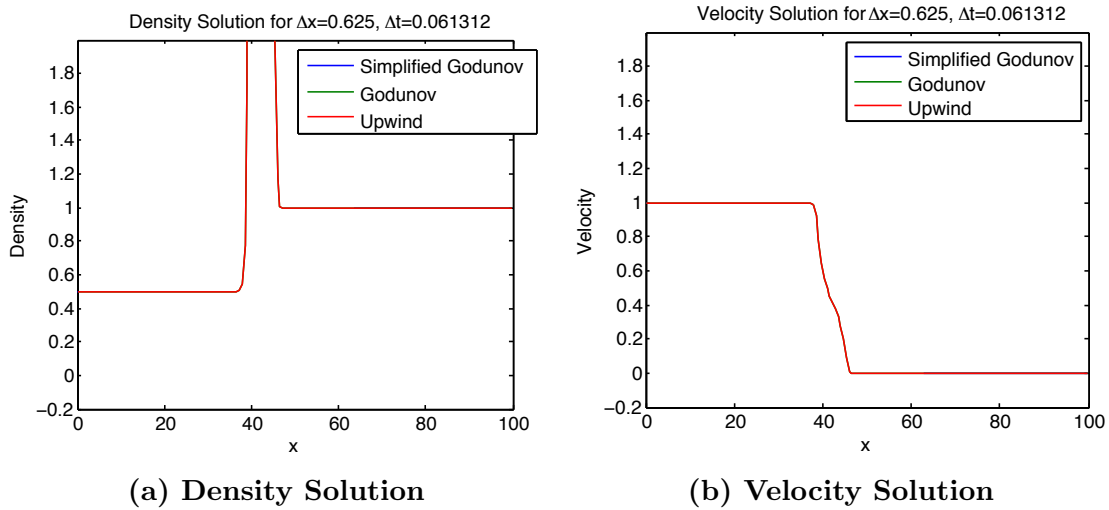 Density Solution for Δx=0.625, Δt=0.061312
1.8
1.6
1.4
1.2
1
0.8
0.6
0.4
0.2
0
−0.2
0 20 40 60 80 100
Density
x
Simplified Godunov
Godunov
Upwind
(a) Density Solution
Velocity Solution for Δx=0.625, Δt=0.061312
1.8
1.6
1.4
1.2
1
0.8
0.6
0.4
0.2
0
−0.2
0 20 40 60 80 100
Velocity
x
Simplified Godunov
Godunov
Upwind
(b) Velocity Solution